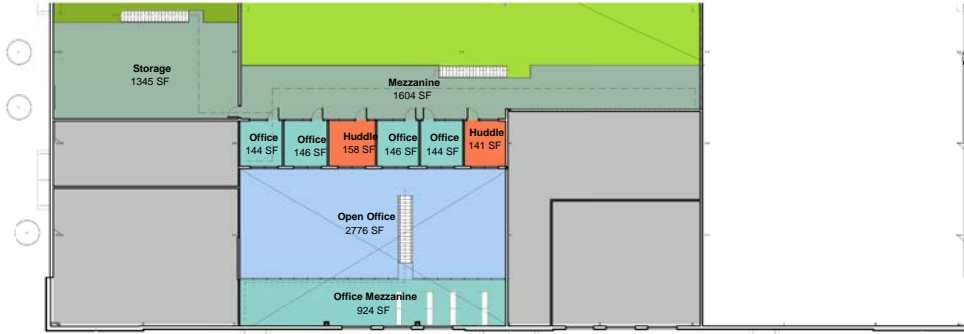 Storage
1345 SF
Mezzanine
1604 SF
Office
144 SF
Office
146 SF
Huddle
158 SF
Office
146 SF
Office
144 SF
Huddle
141 SF
Open Office
2776 SF
Office Mezzanine
924 SF